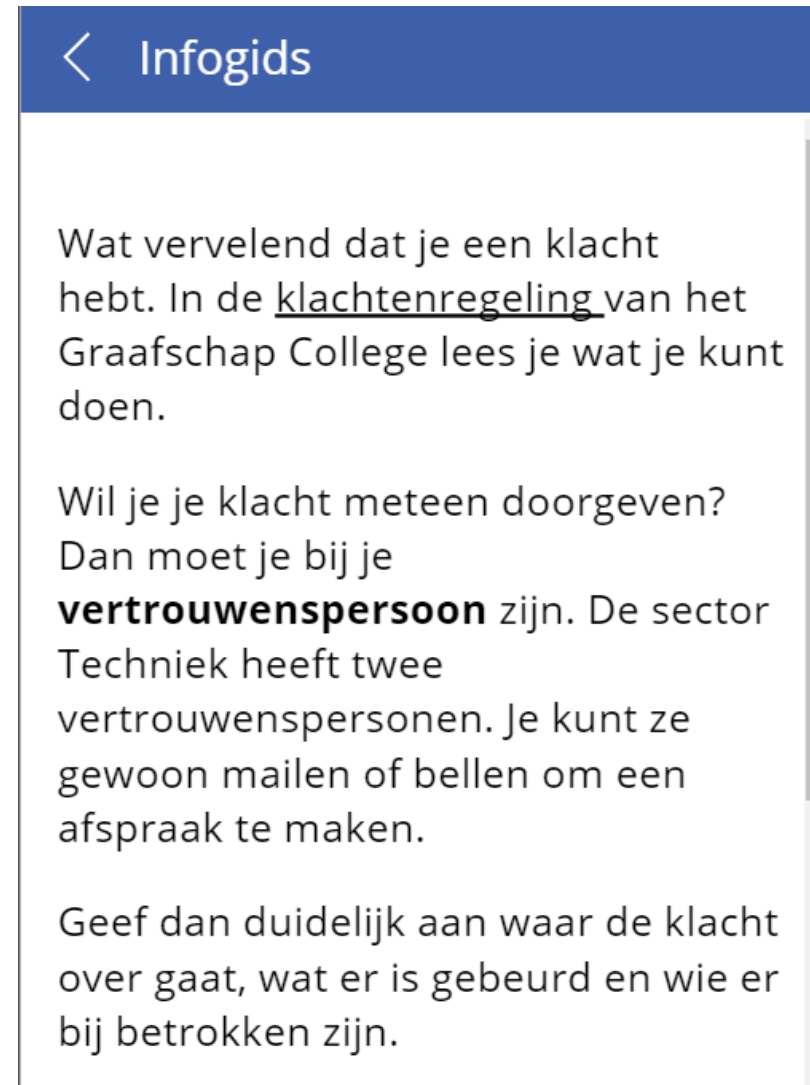 Infogids
Wat vervelend dat je een klacht
hebt. In de klachtenregeling van het
Graafschap College lees je wat je kunt
doen.
Wil je je klacht meteen doorgeven?
Dan moet je bij je
vertrouwenspersoon zijn. De sector
Techniek heeft twee
vertrouwenspersonen. Je kunt ze
gewoon mailen of bellen om een
afspraak te maken.
Geef dan duidelijk aan waar de klacht
over gaat, wat er is gebeurd en wie er
bij betrokken zijn.